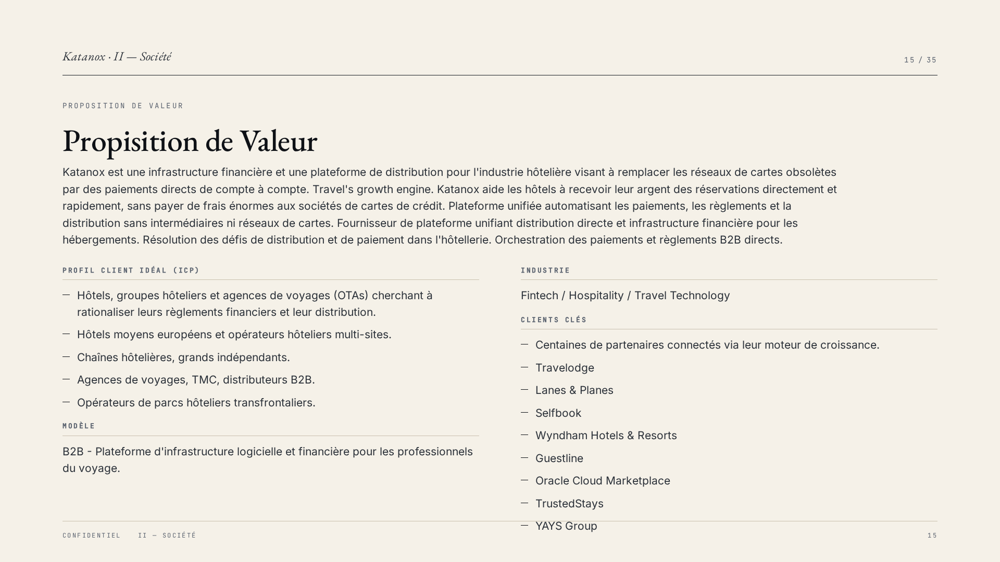 Katanox · II — Société
15 / 35
PROPOSITION DE VALEUR
Propisition de Valeur
Katanox est une infrastructure financière et une plateforme de distribution pour l'industrie hôtelière visant à remplacer les réseaux de cartes obsolètes
par des paiements directs de compte à compte. Travel's growth engine. Katanox aide les hôtels à recevoir leur argent des réservations directement et
rapidement, sans payer de frais énormes aux sociétés de cartes de crédit. Plateforme unifiée automatisant les paiements, les règlements et la
distribution sans intermédiaires ni réseaux de cartes. Fournisseur de plateforme unifiant distribution directe et infrastructure financière pour les
hébergements. Résolution des défis de distribution et de paiement dans l'hôtellerie. Orchestration des paiements et règlements B2B directs.
PROFIL CLIENT IDÉAL (ICP)
— Hôtels, groupes hôteliers et agences de voyages (OTAs) cherchant à
rationaliser leurs règlements financiers et leur distribution.
— Hôtels moyens européens et opérateurs hôteliers multi-sites.
— Chaînes hôtelières, grands indépendants.
— Agences de voyages, TMC, distributeurs B2B.
— Opérateurs de parcs hôteliers transfrontaliers.
MODÈLE
B2B - Plateforme d'infrastructure logicielle et financière pour les professionnels
du voyage.
INDUSTRIE
Fintech / Hospitality / Travel Technology
CLIENTS CLÉS
— Centaines de partenaires connectés via leur moteur de croissance.
— Travelodge
— Lanes & Planes
— Selfbook
— Wyndham Hotels & Resorts
— Guestline
— Oracle Cloud Marketplace
— TrustedStays
— YAYS Group
CONFIDENTIEL II — SOCIÉTÉ
15